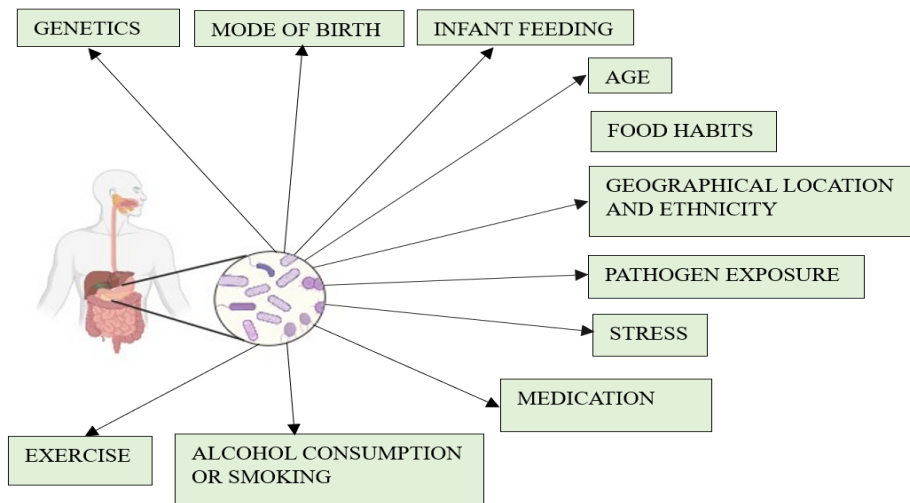 GENETICS
MODE OF BIRTH
INFANT FEEDING
AGE
FOOD HABITS
GEOGRAPHICAL LOCATION
AND ETHNICITY
PATHOGEN EXPOSURE
STRESS
MEDICATION
ALCOHOL CONSUMPTION
OR SMOKING
EXERCISE